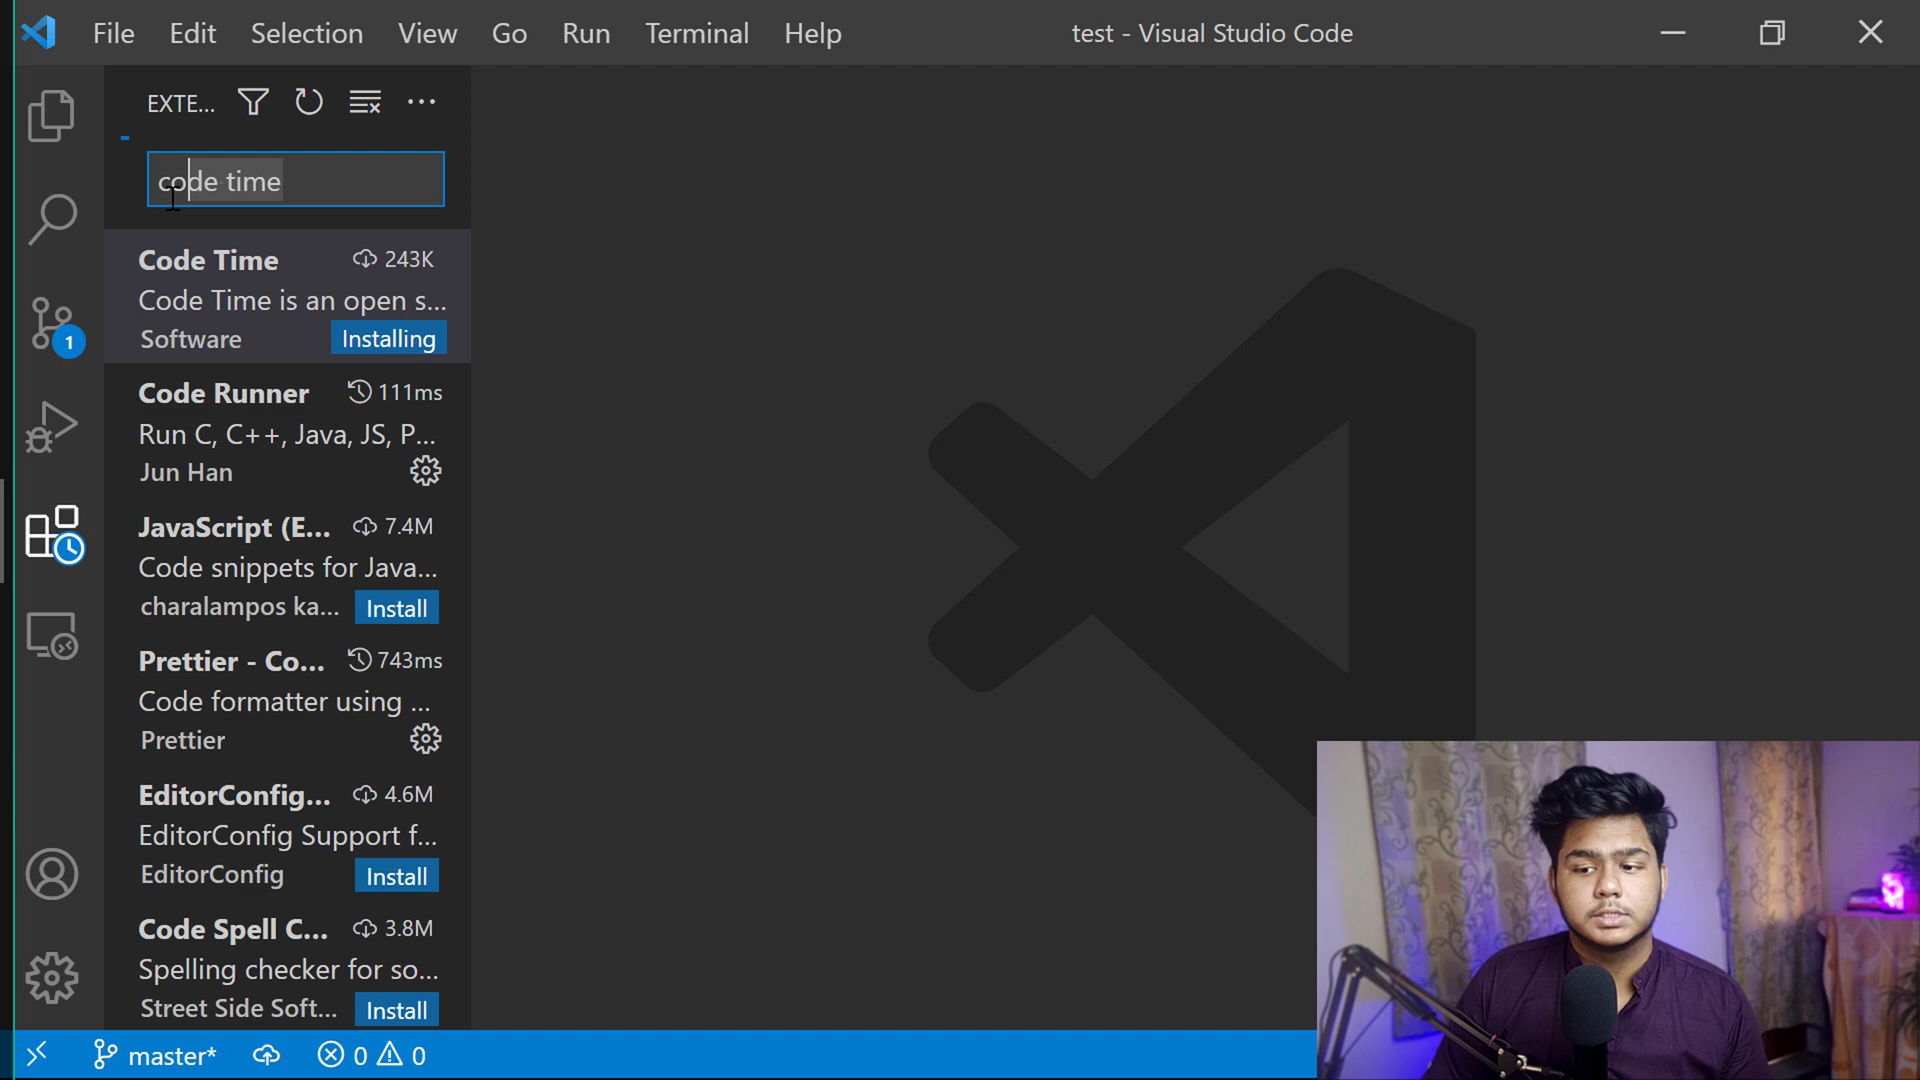 File Edit Selection View Go Run Terminal Help
test - Visual Studio Code
EXTE...
code time
Code Time 243K
Code Time is an open s...
Software Installing
Code Runner 111ms
Run C, C++, Java, JS, P...
Jun Han
JavaScript (E... 7.4M
Code snippets for Java...
charalampos ka... Install
Prettier - Co... 743ms
Code formatter using ...
Prettier
EditorConfig... 4.6M
EditorConfig Support f...
EditorConfig Install
Code Spell C... 3.8M
Spelling checker for so...
Street Side Soft... Install
1
master* 0 0